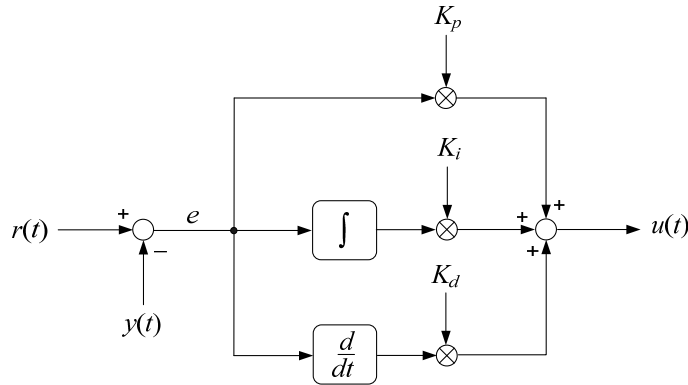 K_p
K_i
r(t)
+
e
−
∫
+
+
+
u(t)
y(t)
K_d
d/dt